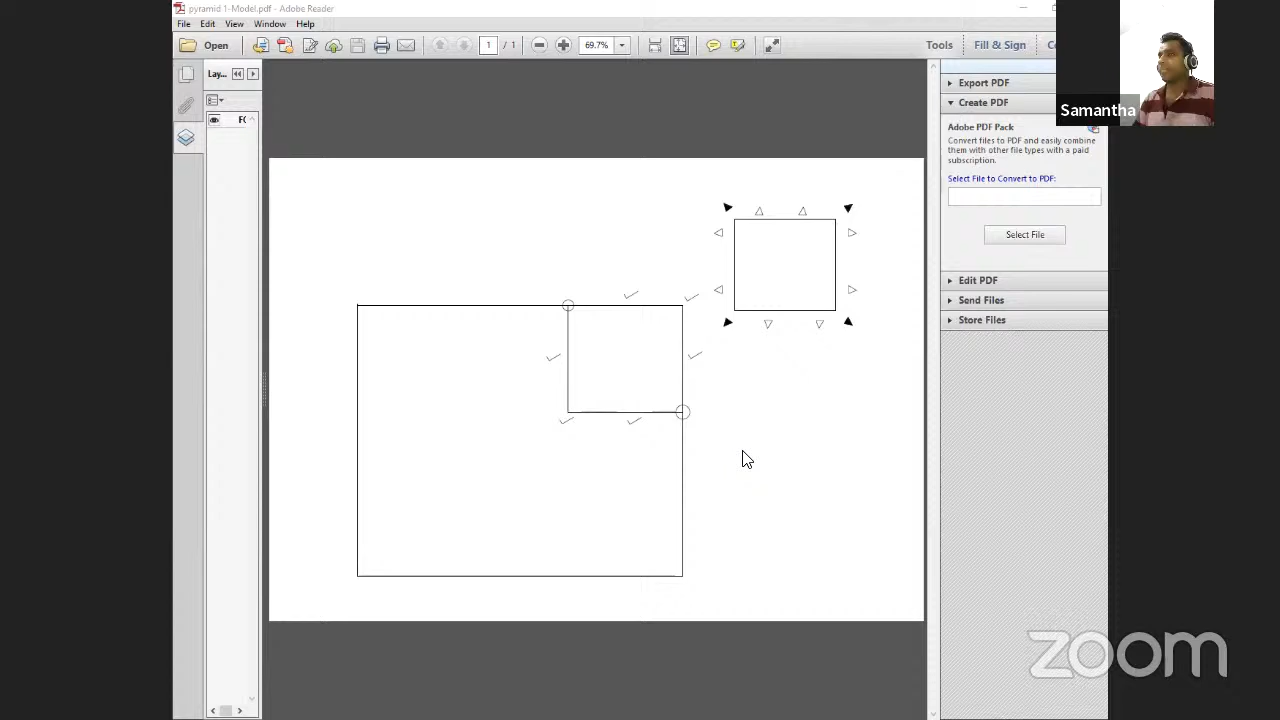 pyramid 1-Model.pdf - Adobe Reader
File Edit View Window Help
Open
1 / 1
69.7%
Tools
Fill & Sign
Lay...
Export PDF
Create PDF
Samantha
Adobe PDF Pack
Convert files to PDF and easily combine
them with other file types with a paid
subscription.
Select File to Convert to PDF:
Select File
Edit PDF
Send Files
Store Files
zoom